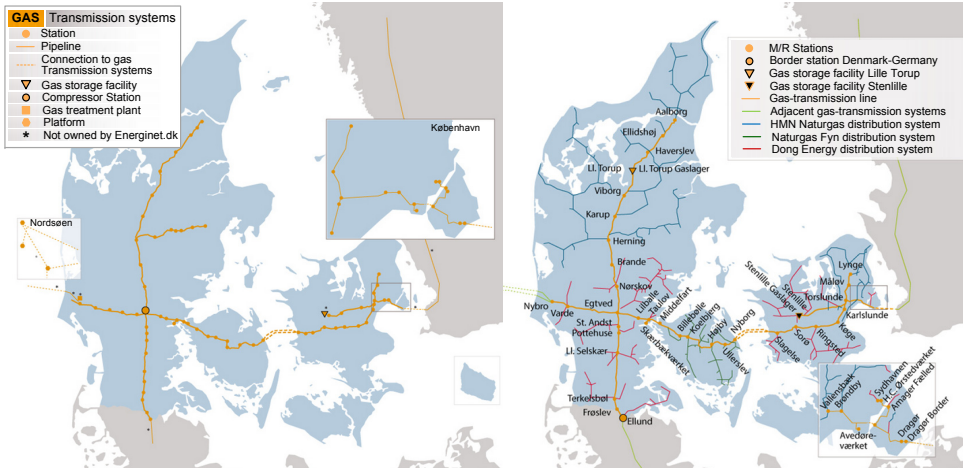 GAS Transmission systems
Station
Pipeline
Connection to gas
Transmission systems
Gas storage facility
Compressor Station
Gas treatment plant
Platform
* Not owned by Energinet.dk
København
Nordsøen
M/R Stations
Border station Denmark-Germany
Gas storage facility Lille Torup
Gas storage facility Stenlille
Gas-transmission line
Adjacent gas-transmission systems
HMN Naturgas distribution system
Naturgas Fyn distribution system
Dong Energy distribution system
Aalborg
Ellidshøj
Haverslev
Ll. Torup
Ll. Torup Gaslager
Viborg
Karup
Herning
Brande
Nørskov
Lilballe
Taulov
Middelfart
Egtved
Nybro
Varde
St. Andst
Pottehuse
Skærbækværket
Billebølle
Koelbjerg
Højby
Nyborg
Ullerslev
Ll. Selskær
Terkelsbøl
Frøslev
Ellund
Lynge
Måløv
Torslunde
Stenlille
Stenlille Gaslager
Karlslunde
Køge
Ringsted
Sorø
Slagelse
Vallengbæk
Brøndby
Sydhavnen
H.C. Ørstedværket
Amager Fælled
Avedøre-
værket
Dragør
Dragør Border